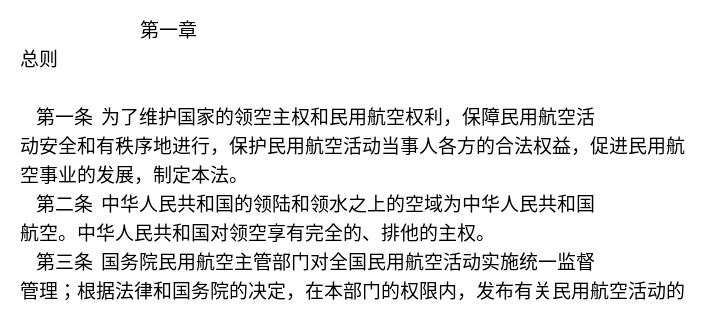 第一章
总则
第一条 为了维护国家的领空主权和民用航空权利，保障民用航空活
动安全和有秩序地进行，保护民用航空活动当事人各方的合法权益，促进民用航
空事业的发展，制定本法。
第二条 中华人民共和国的领陆和领水之上的空域为中华人民共和国
航空。中华人民共和国对领空享有完全的、排他的主权。
第三条 国务院民用航空主管部门对全国民用航空活动实施统一监督
管理；根据法律和国务院的决定，在本部门的权限内，发布有关民用航空活动的